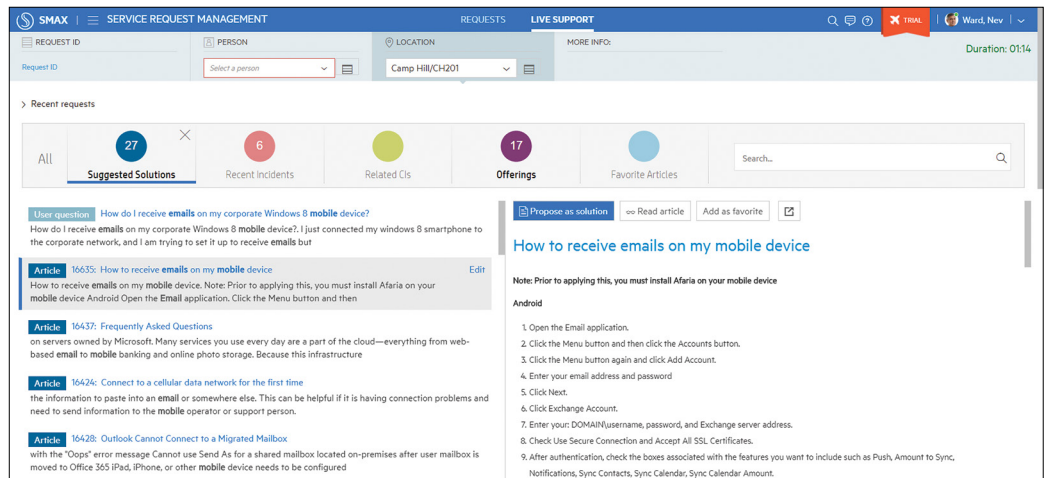 SMAX | SERVICE REQUEST MANAGEMENT REQUESTS LIVE SUPPORT TRIAL Ward, Nev
REQUEST ID PERSON LOCATION MORE INFO: Duration: 01:14
Request ID Select a person Camp Hill/CH201
Recent requests
All
27 Suggested Solutions
6 Recent incidents
Related CIs
17 Offerings
Favorite Articles
Search...
User question How do I receive emails on my corporate Windows 8 mobile device?
How do I receive emails on my corporate Windows 8 mobile device?. I just connected my windows 8 smartphone to
the corporate network, and I am trying to set it up to receive emails but
Article 16635: How to receive emails on my mobile device Edit
How to receive emails on my mobile device. Note: Prior to applying this, you must install Afaria on your
mobile device Android Open the Email application. Click the Menu button and then
Article 16437: Frequently Asked Questions
on servers owned by Microsoft. Many services you use every day are a part of the cloud—everything from web-
based email to mobile banking and online photo storage. Because this infrastructure
Article 16424: Connect to a cellular data network for the first time
the information to paste into an email or somewhere else. This can be helpful if it is having connection problems and
need to send information to the mobile operator or support person.
Article 16428: Outlook Cannot Connect to a Migrated Mailbox
with the "Oops" error message Cannot use Send As for a shared mailbox located on-premises after user mailbox is
moved to Office 365 iPad, iPhone, or other mobile device needs to be configured
Propose as solution Read article Add as favorite
How to receive emails on my mobile device
Note: Prior to applying this, you must install Afaria on your mobile device
Android
1. Open the Email application.
2. Click the Menu button and then click the Accounts button.
3. Click the Menu button again and click Add Account.
4. Enter your email address and password
5. Click Next.
6. Click Exchange Account.
7. Enter your: DOMAIN\username, password, and Exchange server address.
8. Check Use Secure Connection and Accept All SSL Certificates.
9. After authentication, check the boxes associated with the features you want to include such as Push, Amount to Sync,
Notifications, Sync Contacts, Sync Calendar, Sync Calendar Amount.